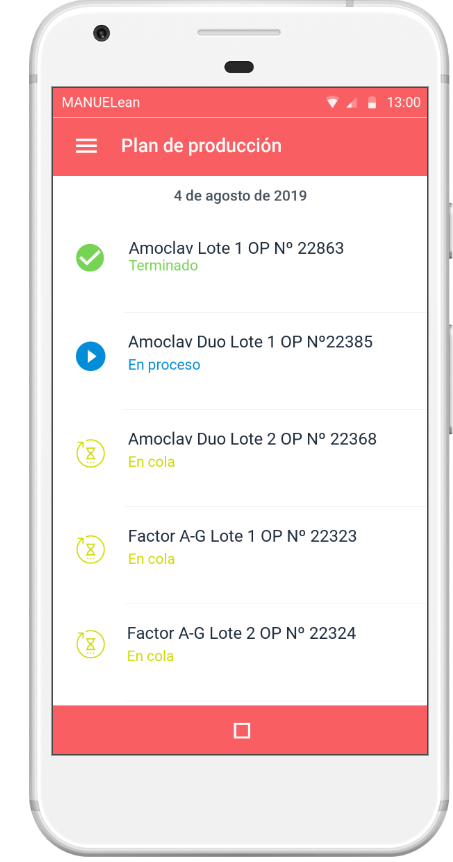 MANUELean 13:00
Plan de producción
4 de agosto de 2019
Amoclav Lote 1 OP Nº 22863
Terminado
Amoclav Duo Lote 1 OP Nº22385
En proceso
Amoclav Duo Lote 2 OP Nº 22368
En cola
Factor A-G Lote 1 OP Nº 22323
En cola
Factor A-G Lote 2 OP Nº 22324
En cola